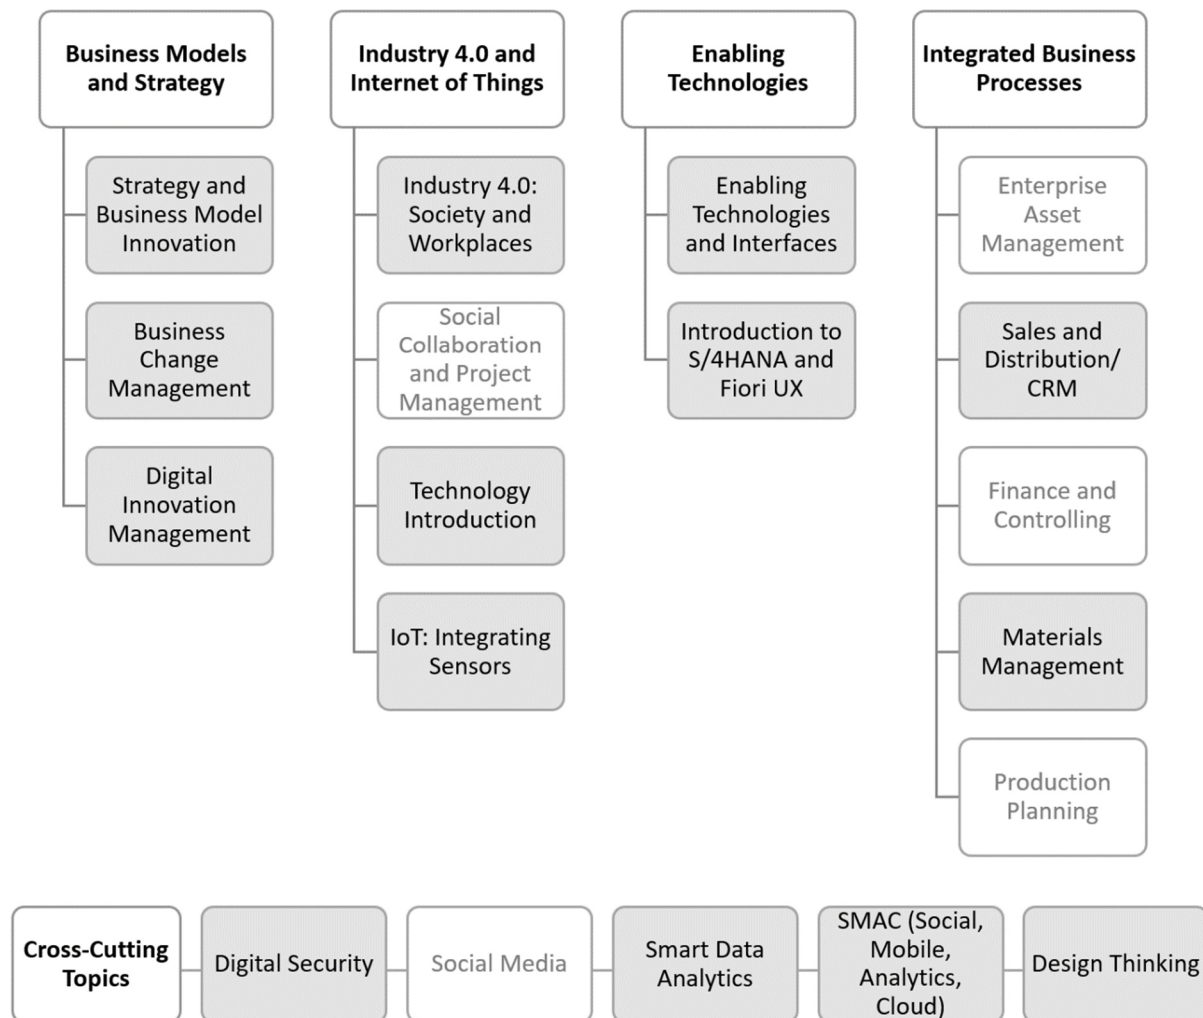 Business Models
and Strategy
Strategy and
Business Model
Innovation
Business
Change
Management
Digital
Innovation
Management
Industry 4.0 and
Internet of Things
Industry 4.0:
Society and
Workplaces
Social
Collaboration
and Project
Management
Technology
Introduction
IoT: Integrating
Sensors
Enabling
Technologies
Enabling
Technologies
and Interfaces
Introduction to
S/4HANA and
Fiori UX
Integrated Business
Processes
Enterprise
Asset
Management
Sales and
Distribution/
CRM
Finance and
Controlling
Materials
Management
Production
Planning
Cross-Cutting
Topics
Digital Security
Social Media
Smart Data
Analytics
SMAC (Social,
Mobile,
Analytics,
Cloud)
Design Thinking